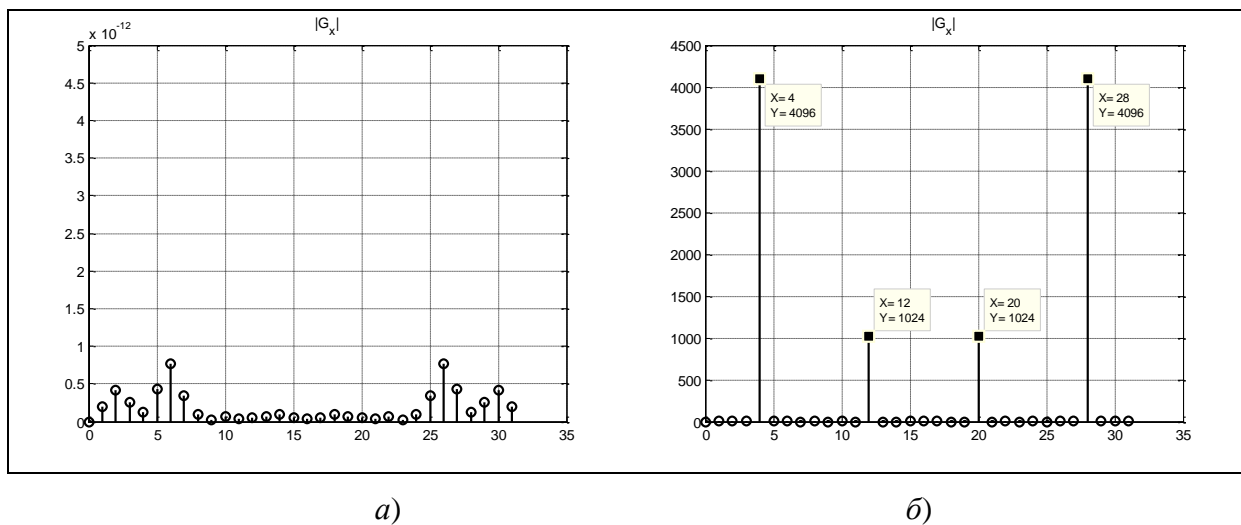 |G_x|
x 10^-12
5
4.5
4
3.5
3
2.5
2
1.5
1
0.5
0
0 5 10 15 20 25 30 35
|G_x|
4500
4000
3500
3000
2500
2000
1500
1000
500
0
X= 4
Y= 4096
X= 28
Y= 4096
X= 12
Y= 1024
X= 20
Y= 1024
0 5 10 15 20 25 30 35
а)
б)